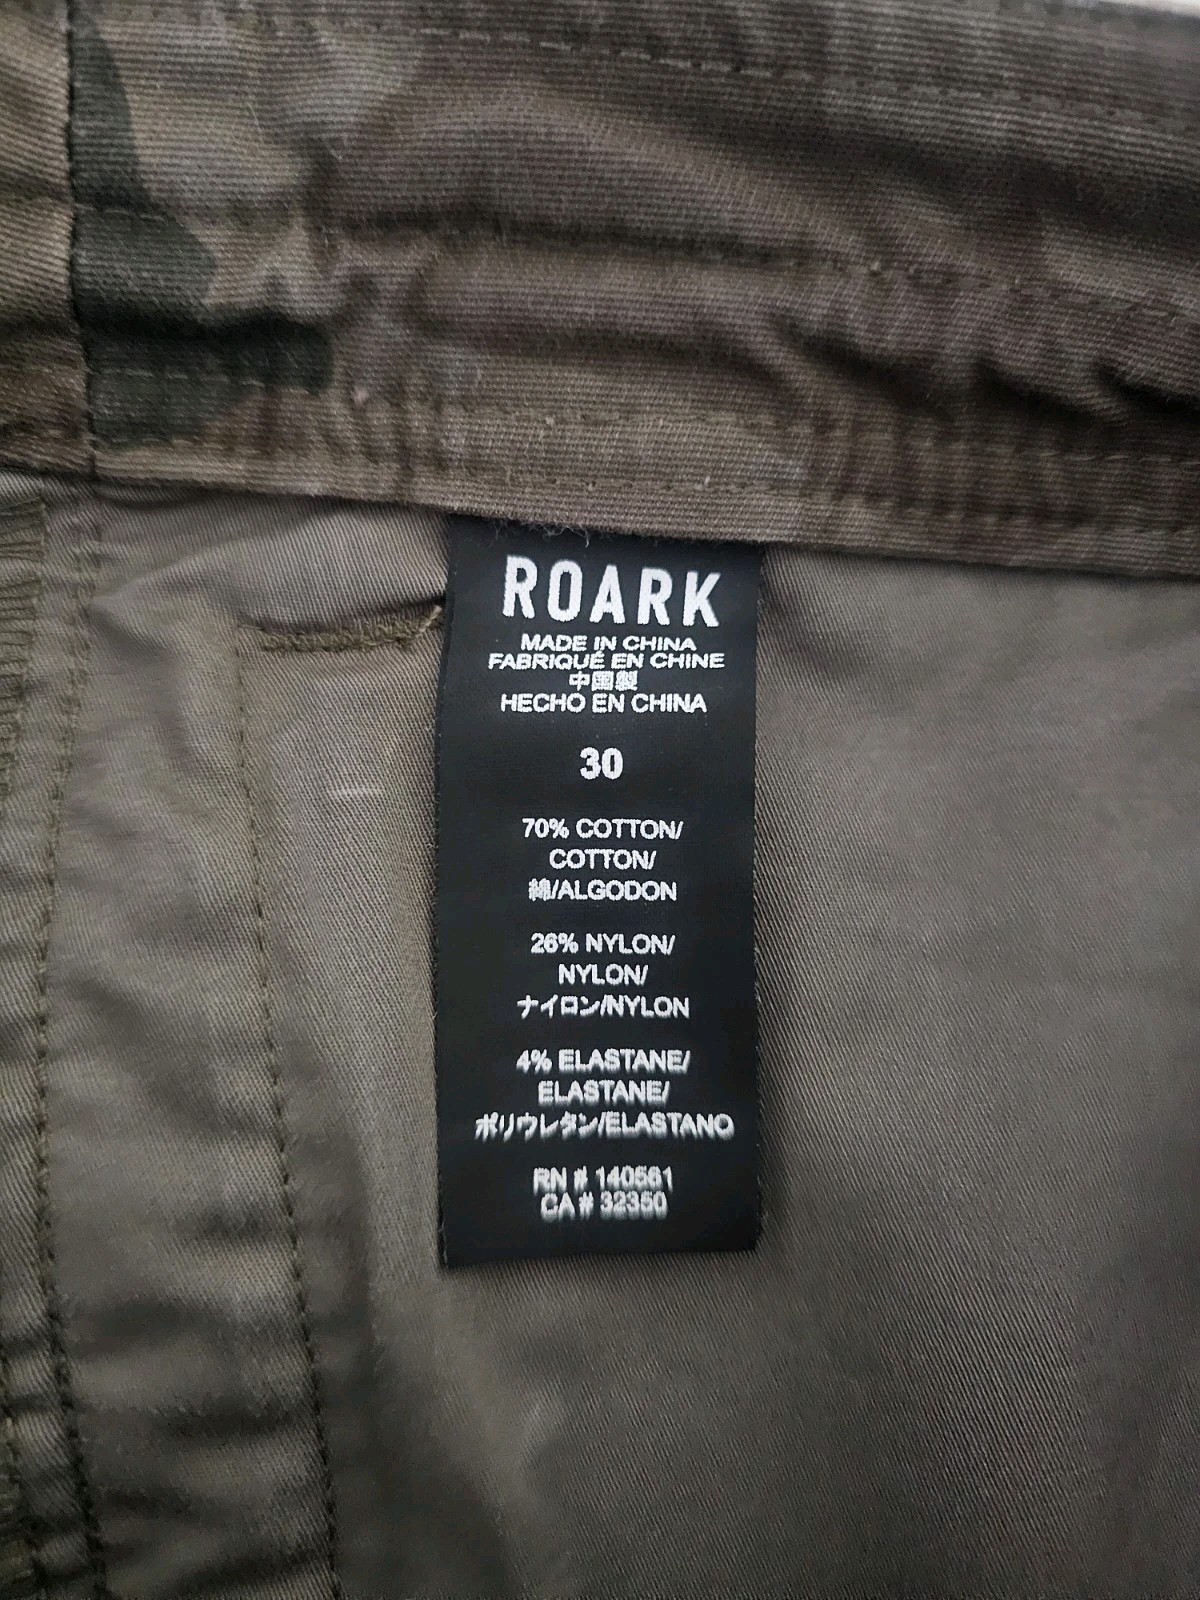 ROARK
MADE IN CHINA
FABRIQUÉ EN CHINE
中国製
HECHO EN CHINA
30
70% COTTON/
COTTON/
綿/ALGODON
26% NYLON/
NYLON/
ナイロン/NYLON
4% ELASTANE/
ELASTANE/
ポリウレタン/ELASTANO
RN # 140561
CA # 32350